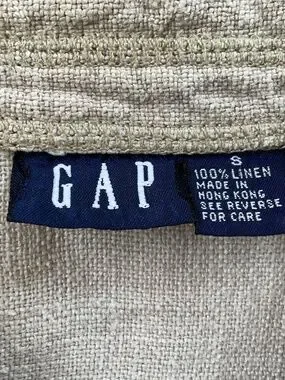 GAP
S
100% LINEN
MADE IN
HONG KONG
SEE REVERSE
FOR CARE